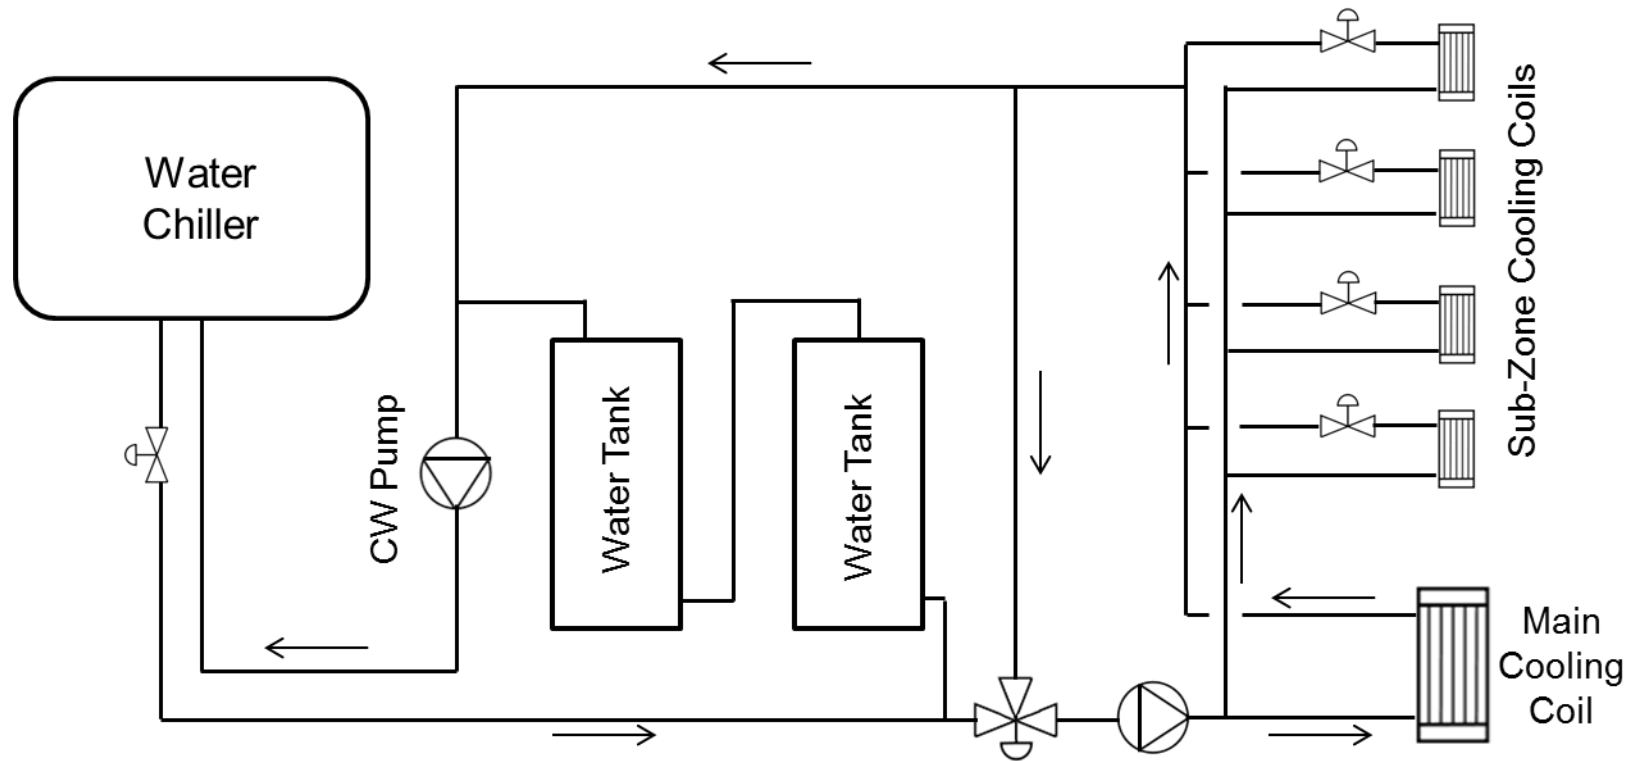 Water
Chiller
CW Pump
Water Tank
Water Tank
Sub-Zone Cooling Coils
Main
Cooling
Coil